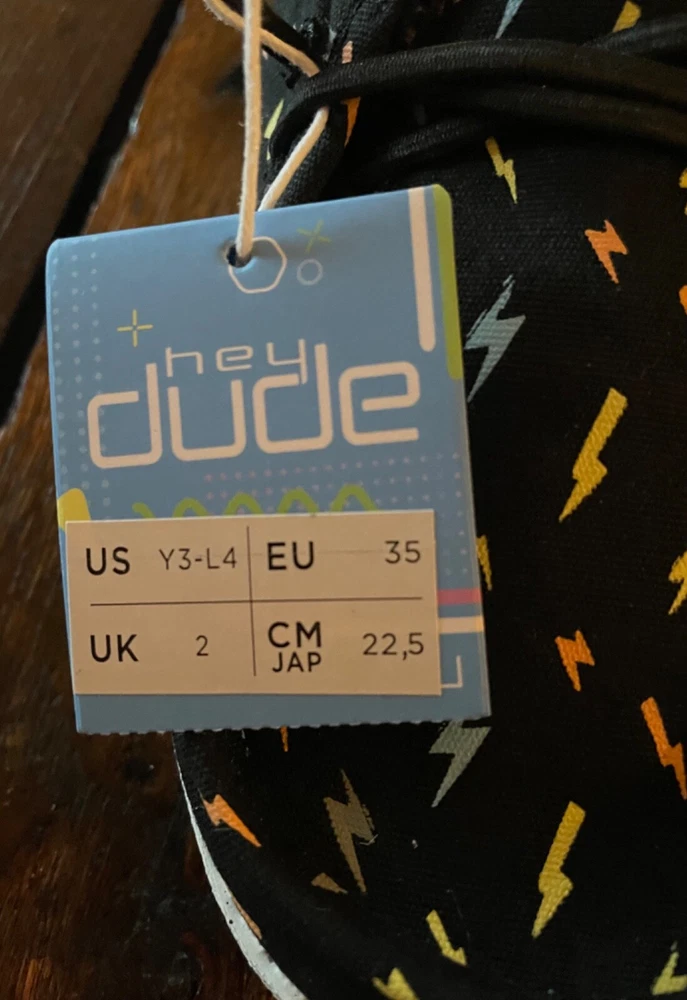 hey
dude
US Y3-L4 EU 35
UK 2 CM JAP 22,5